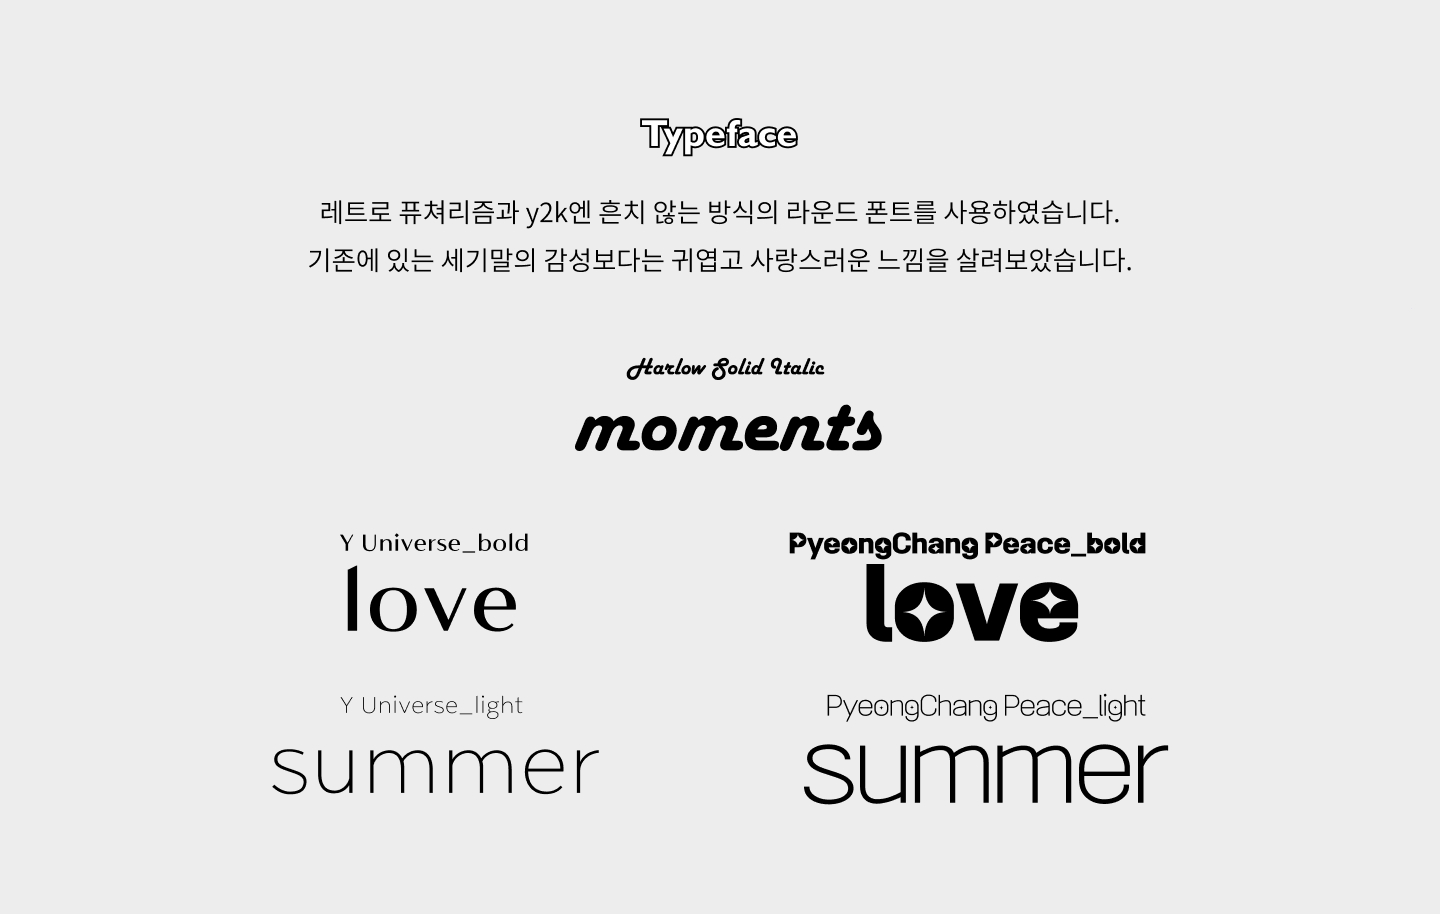 Typeface
레트로 퓨쳐리즘과 y2k엔 흔치 않는 방식의 라운드 폰트를 사용하였습니다.
기존에 있는 세기말의 감성보다는 귀엽고 사랑스러운 느낌을 살려보았습니다.
Harlow Solid Italic
moments
Y Universe_bold
love
PyeongChang Peace_bold
love
Y Universe_light
summer
PyeongChang Peace_light
summer